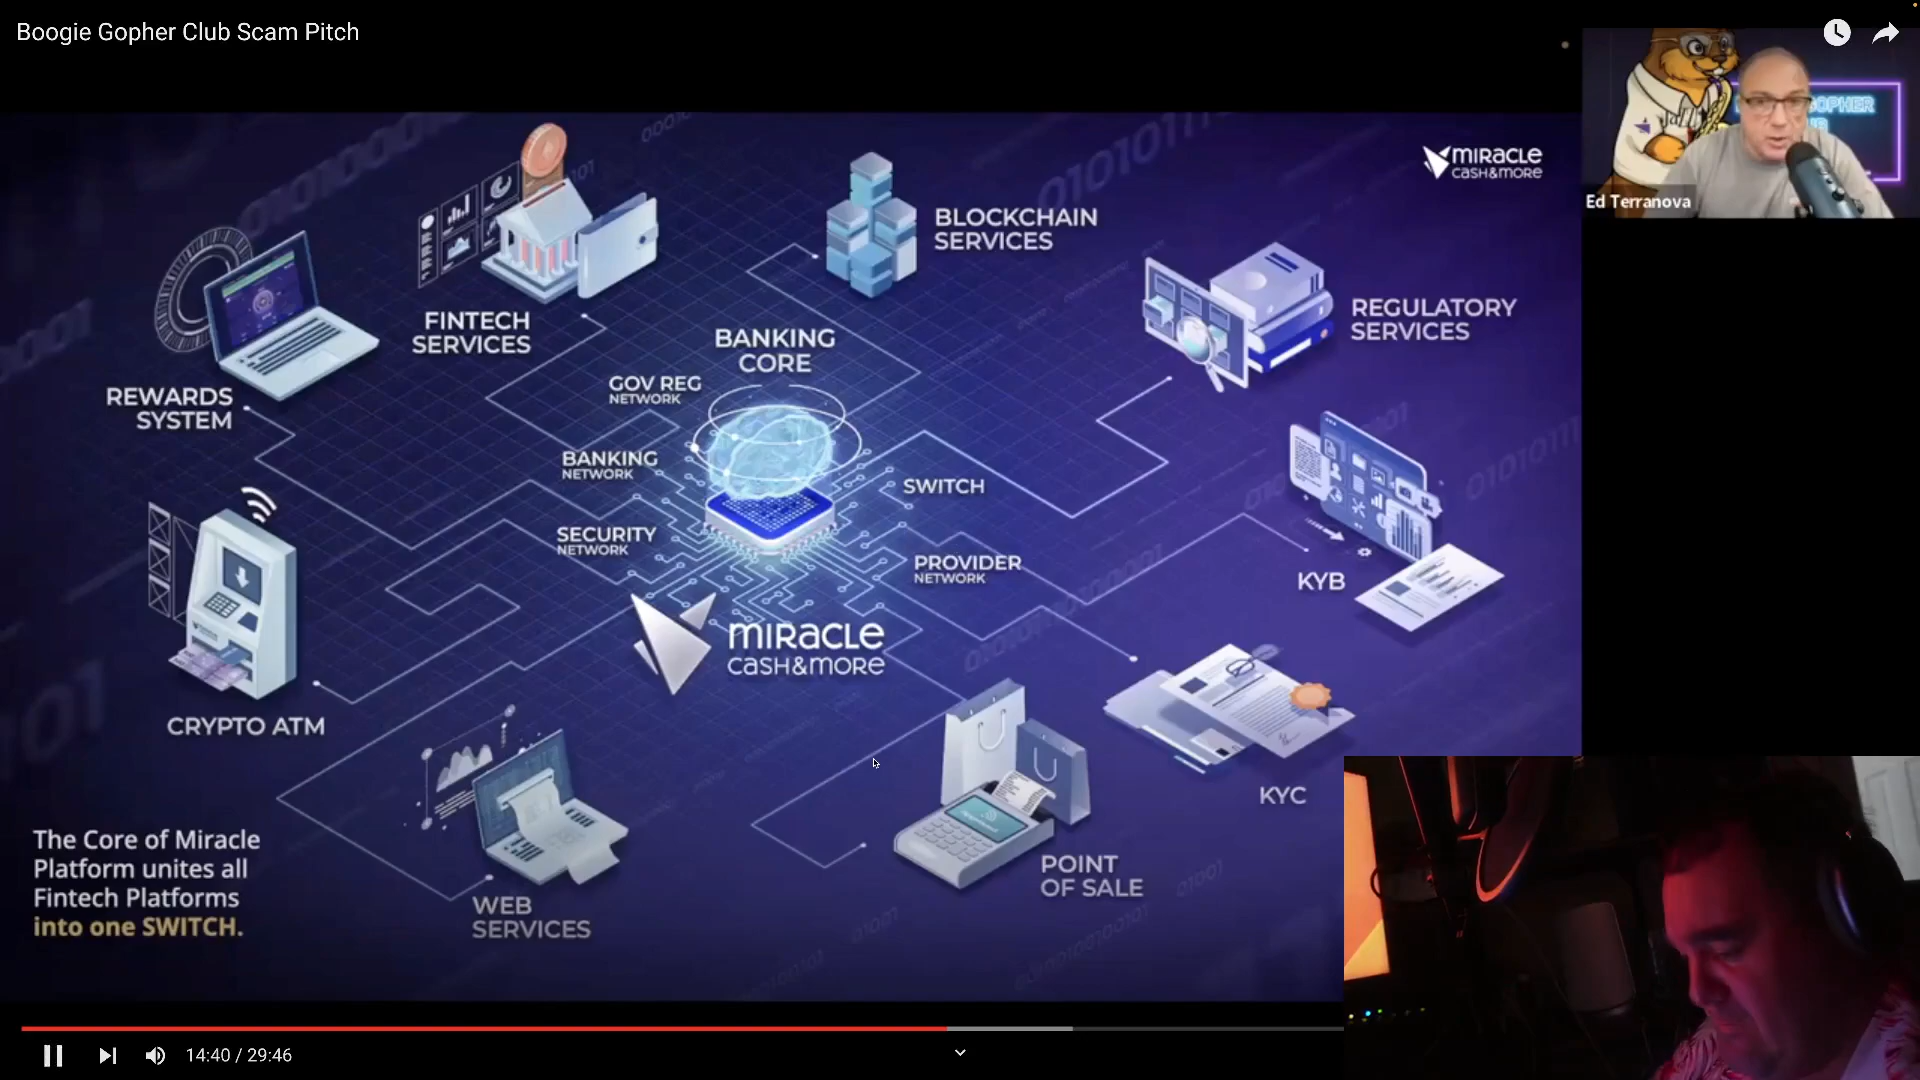 Boogie Gopher Club Scam Pitch
MIRACLE
CASH&MORE
GOPHER
Ed Terranova
BLOCKCHAIN
SERVICES
REGULATORY
SERVICES
FINTECH
SERVICES
BANKING
CORE
GOV REG
NETWORK
REWARDS
SYSTEM
BANKING
NETWORK
SWITCH
SECURITY
NETWORK
PROVIDER
NETWORK
KYB
MIRACLE
CASH&MORE
CRYPTO ATM
KYC
The Core of Miracle
Platform unites all
Fintech Platforms
into one SWITCH.
POINT
OF SALE
WEB
SERVICES
14:40 / 29:46